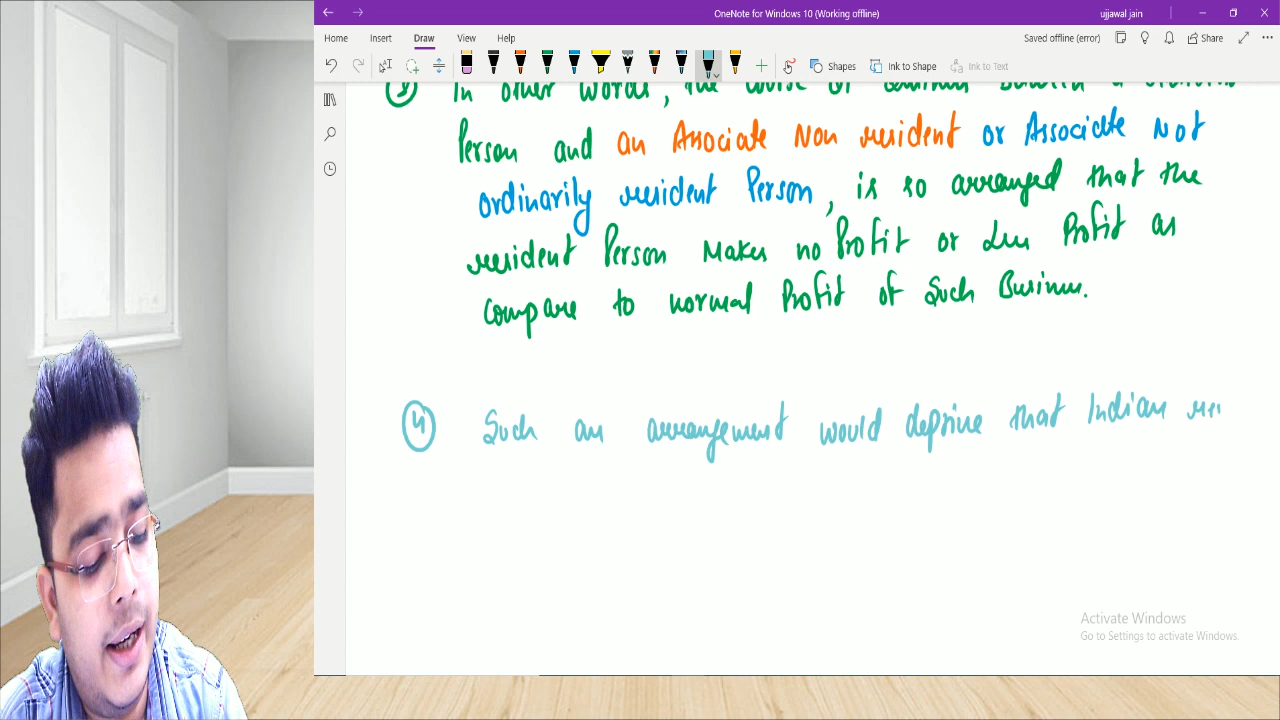 OneNote for Windows 10 (Working offline)
ujjawal jain
Home Insert Draw View Help
Saved offline (error)
Share
Shapes
Ink to Shape
Ink to Text
In other words, the
Person and an Associate Non resident or Associate Not
ordinarily resident Person, is so arranged that the
resident Person Makes no Profit or Less Profit as
compare to normal Profit of Such Business.
4 Such an arrangement would deprive that Indian
Activate Windows
Go to Settings to activate Windows.